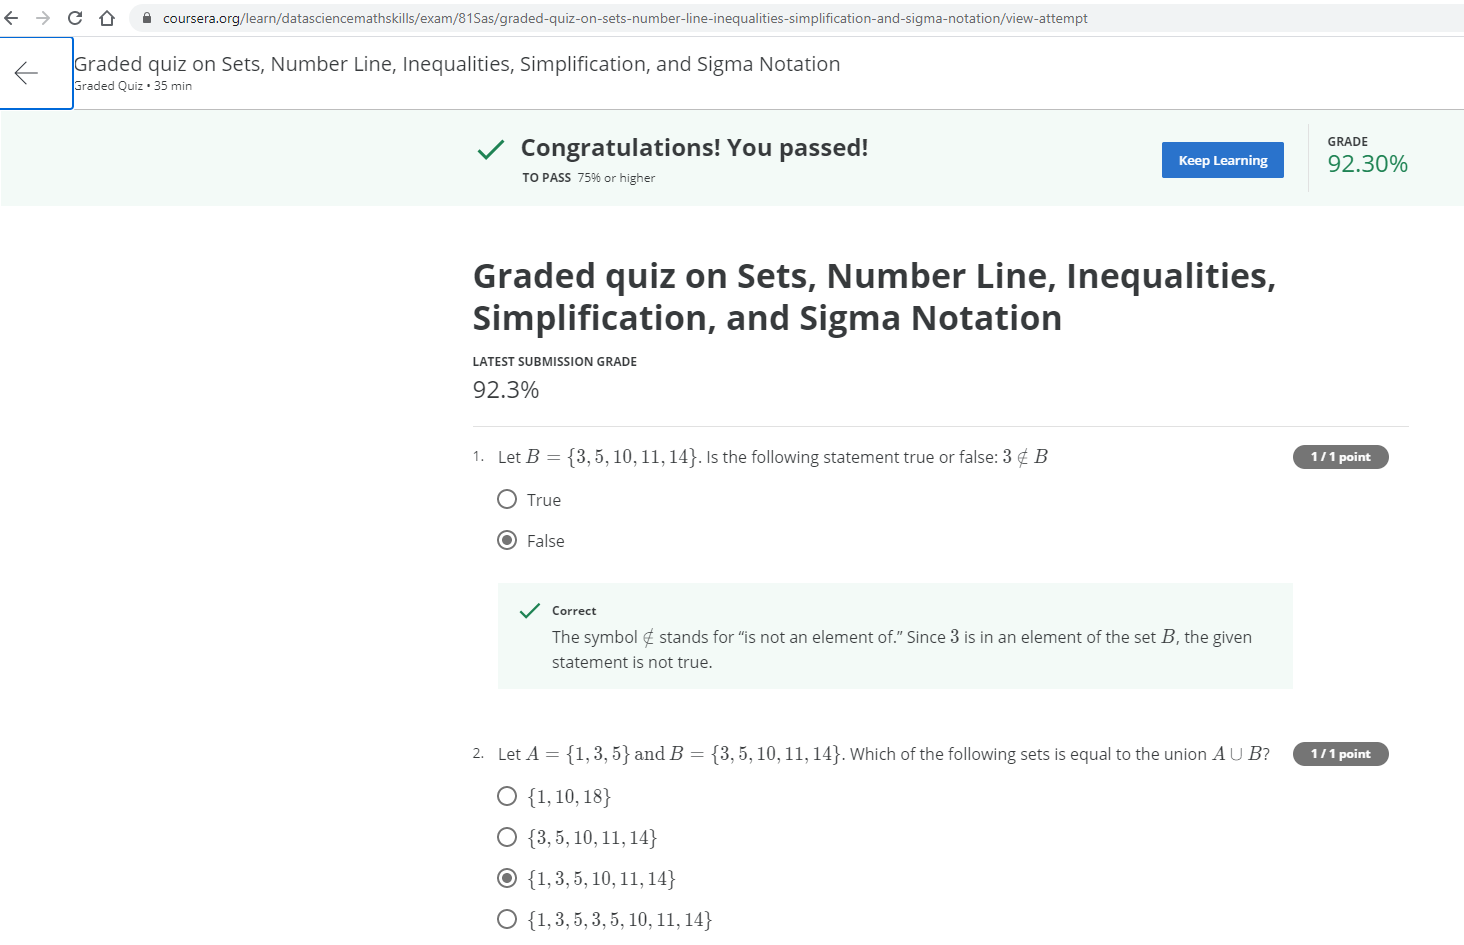 coursera.org/learn/datasciencemathskills/exam/81Sas/graded-quiz-on-sets-number-line-inequalities-simplification-and-sigma-notation/view-attempt
Graded quiz on Sets, Number Line, Inequalities, Simplification, and Sigma Notation
Graded Quiz • 35 min
Congratulations! You passed!
TO PASS 75% or higher
Keep Learning
GRADE
92.30%
Graded quiz on Sets, Number Line, Inequalities,
Simplification, and Sigma Notation
LATEST SUBMISSION GRADE
92.3%
1. Let B = {3, 5, 10, 11, 14}. Is the following statement true or false: 3 ∉ B
1 / 1 point
True
False
Correct
The symbol ∉ stands for “is not an element of.” Since 3 is in an element of the set B, the given
statement is not true.
2. Let A = {1, 3, 5} and B = {3, 5, 10, 11, 14}. Which of the following sets is equal to the union A ∪ B?
1 / 1 point
{1, 10, 18}
{3, 5, 10, 11, 14}
{1, 3, 5, 10, 11, 14}
{1, 3, 5, 3, 5, 10, 11, 14}